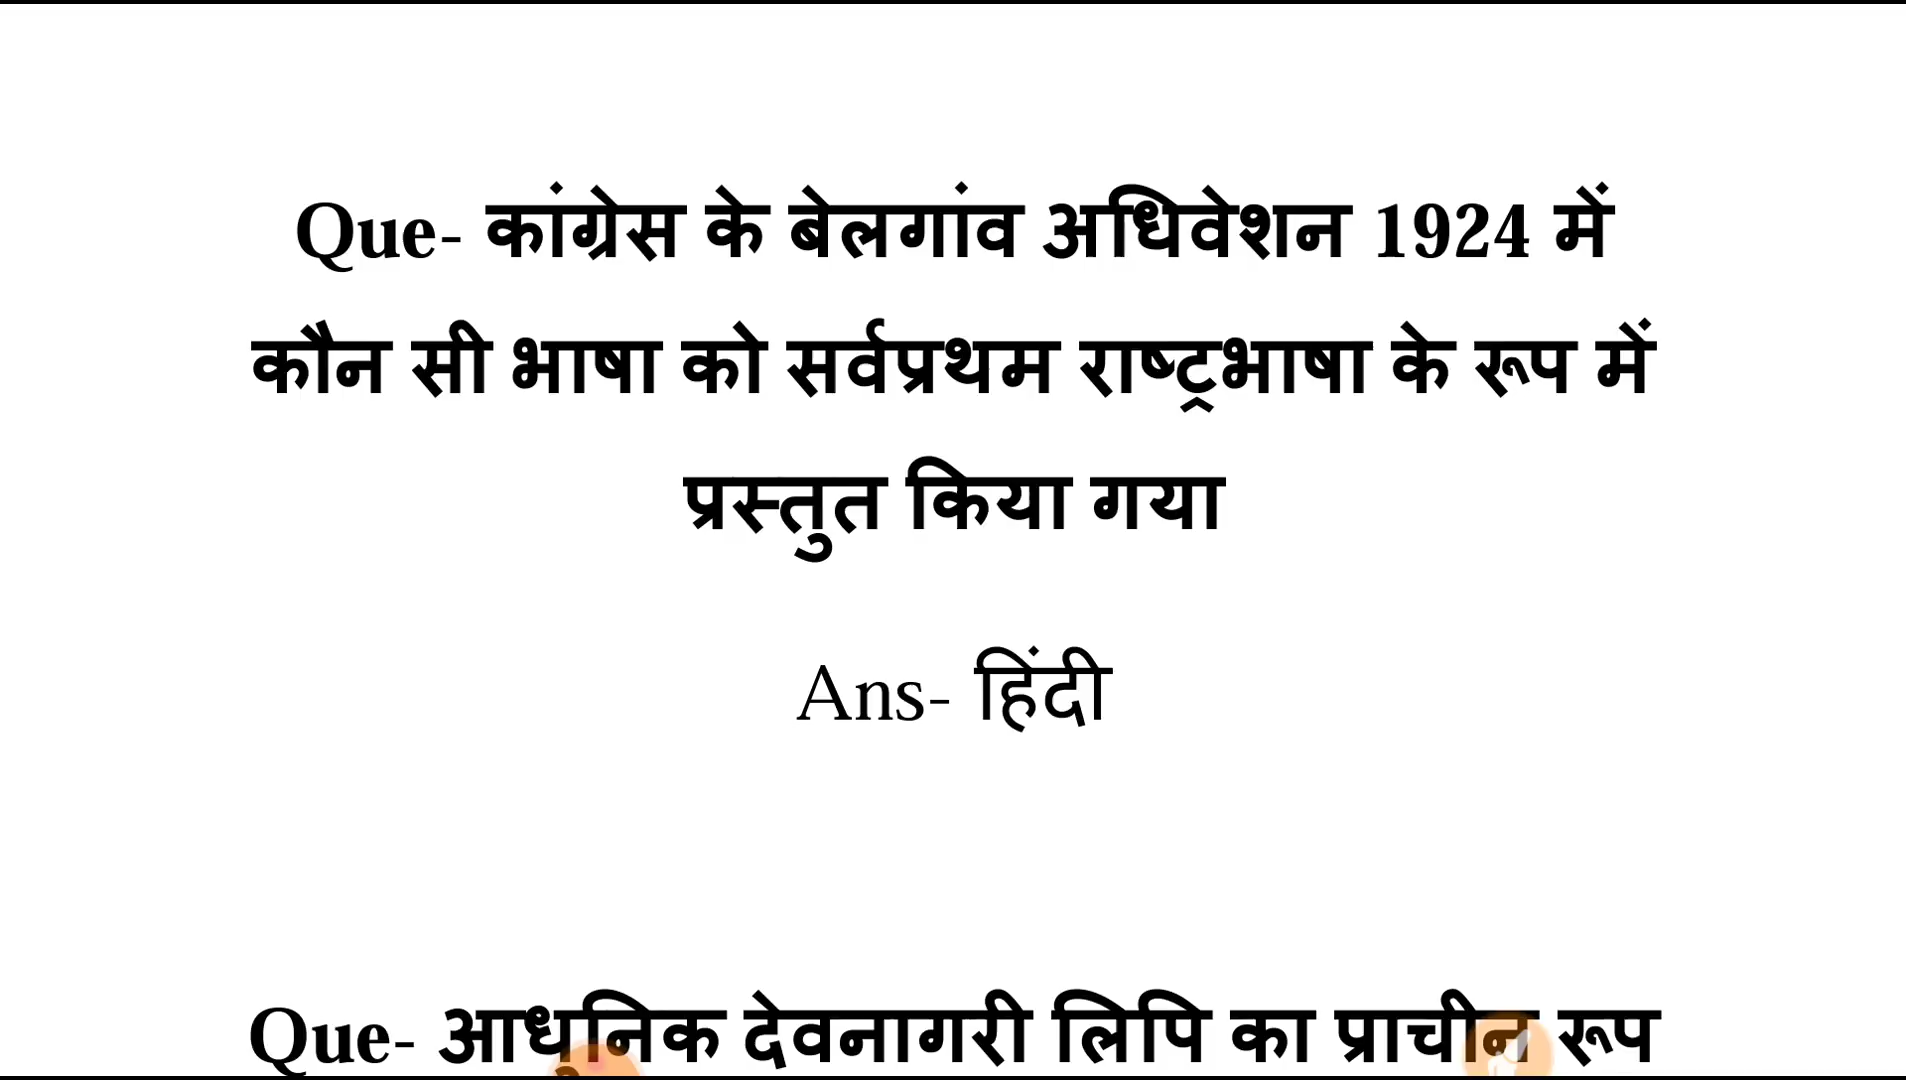 Que- कांग्रेस के बेलगांव अधिवेशन 1924 में
कौन सी भाषा को सर्वप्रथम राष्ट्रभाषा के रूप में
प्रस्तुत किया गया
Ans- हिंदी
Que- आधुनिक देवनागरी लिपि का प्राचीन रूप